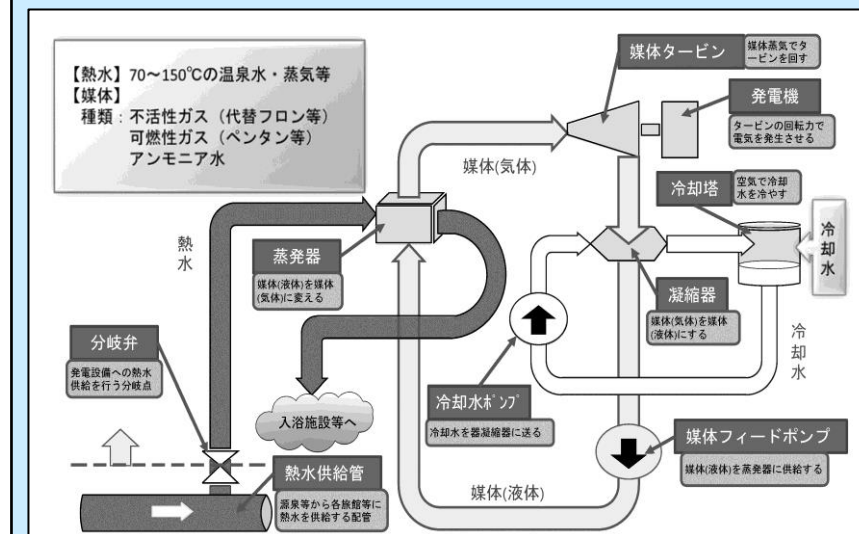 【熱水】70～150℃の温泉水・蒸気等
【媒体】
種類：不活性ガス（代替フロン等）
可燃性ガス（ペンタン等）
アンモニア水
媒体タービン
媒体蒸気でタ
ービンを回す
発電機
タービンの回転力で
電気を発生させる
媒体(気体)
冷却塔
空気で冷却
水を冷やす
冷却水
熱水
蒸発器
媒体(液体)を媒体
(気体)に変える
凝縮器
媒体(気体)を媒体
(液体)にする
冷却水
分岐弁
発電設備への熱水
供給を行う分岐点
入浴施設等へ
冷却水ﾎﾟﾝﾌﾟ
冷却水を器凝縮器に送る
媒体フィードポンプ
媒体(液体)を蒸発器に供給する
熱水供給管
源泉等から各旅館等に
熱水を供給する配管
媒体(液体)